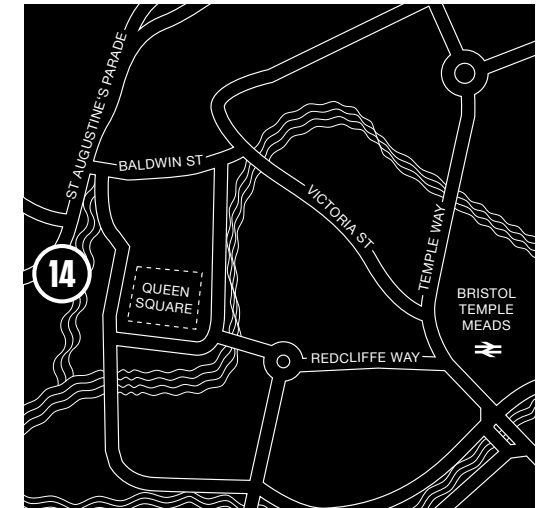 ST AUGUSTINE'S PARADE
BALDWIN ST
VICTORIA ST
TEMPLE WAY
14
QUEEN
SQUARE
BRISTOL
TEMPLE
MEADS
REDCLIFFE WAY